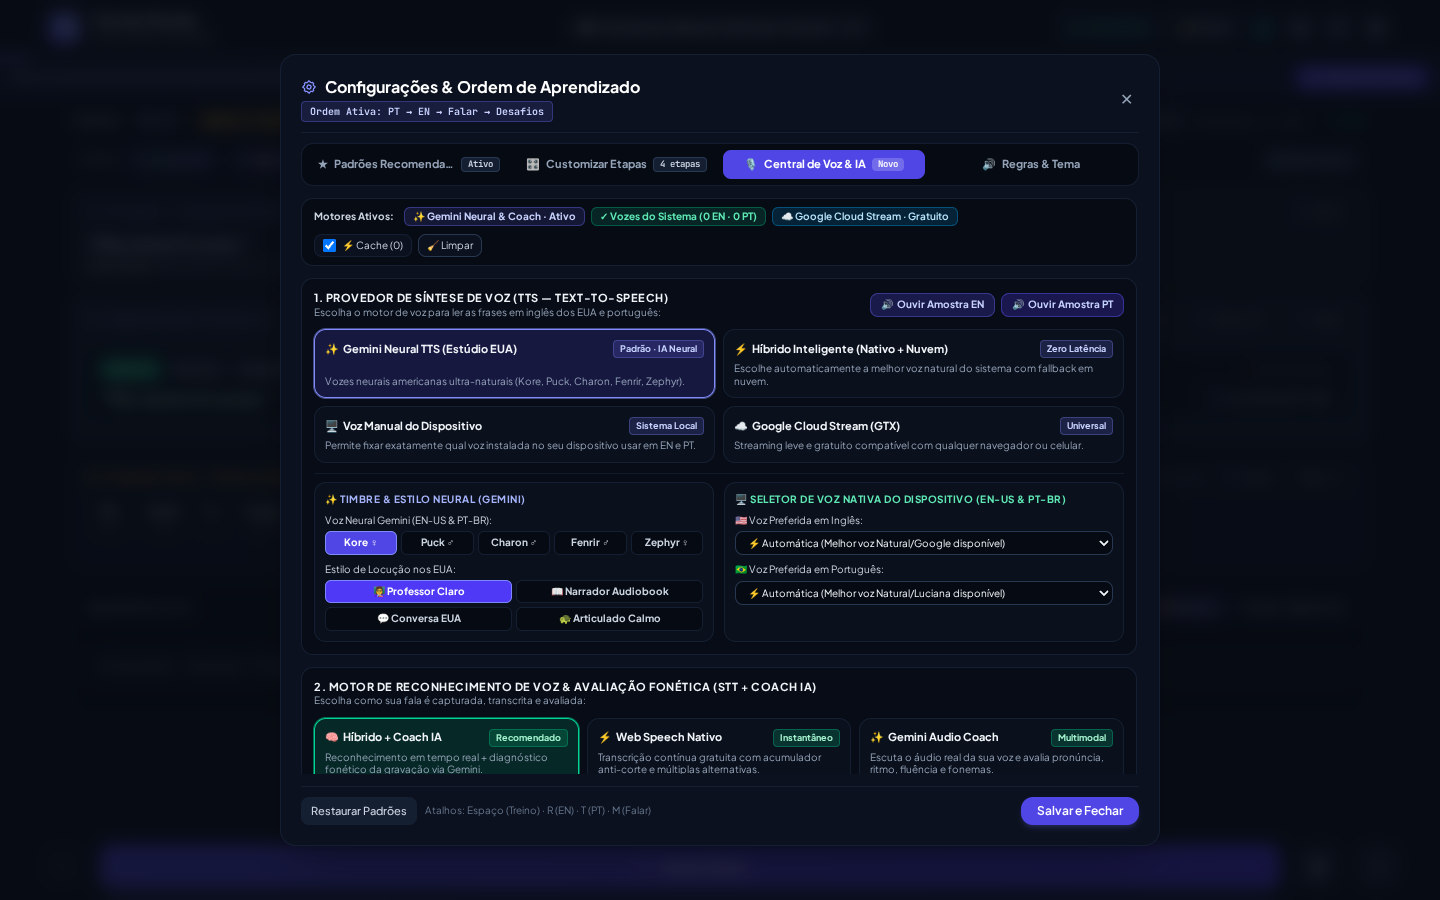 Configurações & Ordem de Aprendizado
Ordem Ativa: PT → EN → Falar → Desafios
★ Padrões Recomenda... Ativo
🎛️ Customizar Etapas 4 etapas
🎙️ Central de Voz & IA Novo
🔊 Regras & Tema
Motores Ativos: ✨ Gemini Neural & Coach · Ativo ✓ Vozes do Sistema (0 EN · 0 PT) ☁️ Google Cloud Stream · Gratuito
⚡ Cache (0) 🧹 Limpar
1. PROVEDOR DE SÍNTESE DE VOZ (TTS — TEXT-TO-SPEECH)
Escolha o motor de voz para ler as frases em inglês dos EUA e português:
🔊 Ouvir Amostra EN
🔊 Ouvir Amostra PT
✨ Gemini Neural TTS (Estúdio EUA) Padrão · IA Neural
Vozes neurais americanas ultra-naturais (Kore, Puck, Charon, Fenrir, Zephyr).
⚡ Híbrido Inteligente (Nativo + Nuvem) Zero Latência
Escolhe automaticamente a melhor voz natural do sistema com fallback em
nuvem.
🖥️ Voz Manual do Dispositivo Sistema Local
Permite fixar exatamente qual voz instalada no seu dispositivo usar em EN e PT.
☁️ Google Cloud Stream (GTX) Universal
Streaming leve e gratuito compatível com qualquer navegador ou celular.
✨ TIMBRE & ESTILO NEURAL (GEMINI)
Voz Neural Gemini (EN-US & PT-BR):
Kore ♀ Puck ♂ Charon ♂ Fenrir ♂ Zephyr ♀
Estilo de Locução nos EUA:
👩‍🏫 Professor Claro 📖 Narrador Audiobook
💬 Conversa EUA 🐢 Articulado Calmo
🖥️ SELETOR DE VOZ NATIVA DO DISPOSITIVO (EN-US & PT-BR)
🇺🇸 Voz Preferida em Inglês:
⚡ Automática (Melhor voz Natural/Google disponível)
🇧🇷 Voz Preferida em Português:
⚡ Automática (Melhor voz Natural/Luciana disponível)
2. MOTOR DE RECONHECIMENTO DE VOZ & AVALIAÇÃO FONÉTICA (STT + COACH IA)
Escolha como sua fala é capturada, transcrita e avaliada:
🧠 Híbrido + Coach IA Recomendado
Reconhecimento em tempo real + diagnóstico
fonético da gravação via Gemini.
⚡ Web Speech Nativo Instantâneo
Transcrição contínua gratuita com acumulador
anti-corte e múltiplas alternativas.
✨ Gemini Audio Coach Multimodal
Escuta o áudio real da sua voz e avalia pronúncia,
ritmo, fluência e fonemas.
Restaurar Padrões
Atalhos: Espaço (Treino) · R (EN) · T (PT) · M (Falar)
Salvar e Fechar